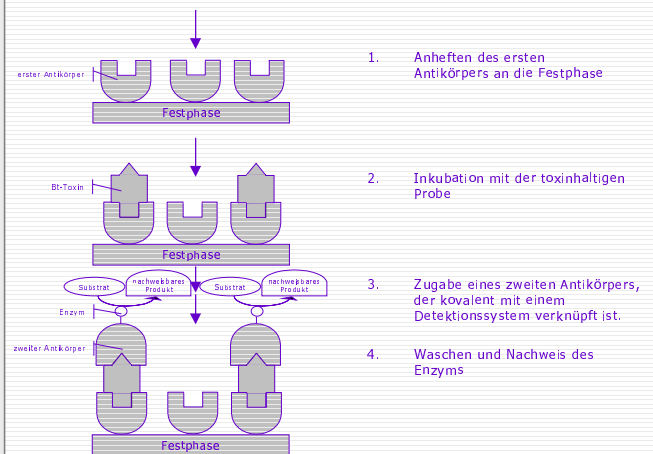 1. Anheften des ersten
Antikörpers an die Festphase
erster Antikörper
Festphase
2. Inkubation mit der toxinhaltigen
Probe
Bt-Toxin
Festphase
Substrat
nachweisbares
Produkt
Substrat
nachweisbares
Produkt
3. Zugabe eines zweiten Antikörpers,
der kovalent mit einem
Detektionssystem verknüpft ist.
Enzym
zweiter Antikörper
4. Waschen und Nachweis des
Enzyms
Festphase